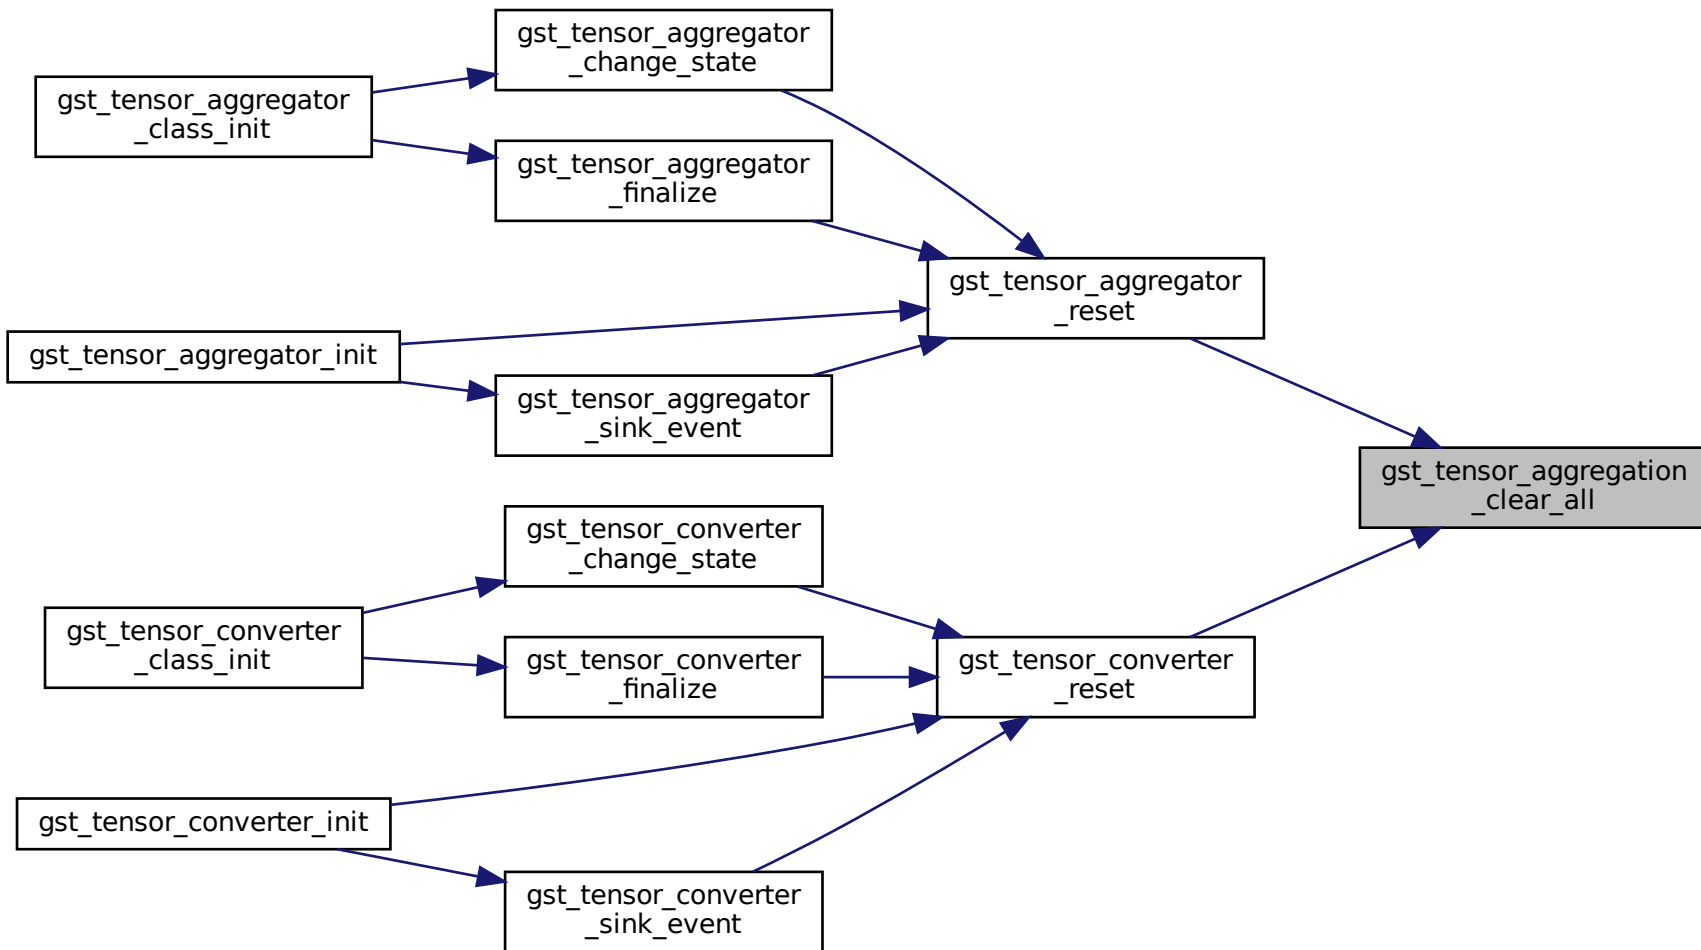 gst_tensor_aggregator
_change_state
gst_tensor_aggregator
_class_init
gst_tensor_aggregator
_finalize
gst_tensor_aggregator
_reset
gst_tensor_aggregator_init
gst_tensor_aggregator
_sink_event
gst_tensor_aggregation
_clear_all
gst_tensor_converter
_change_state
gst_tensor_converter
_class_init
gst_tensor_converter
_finalize
gst_tensor_converter
_reset
gst_tensor_converter_init
gst_tensor_converter
_sink_event